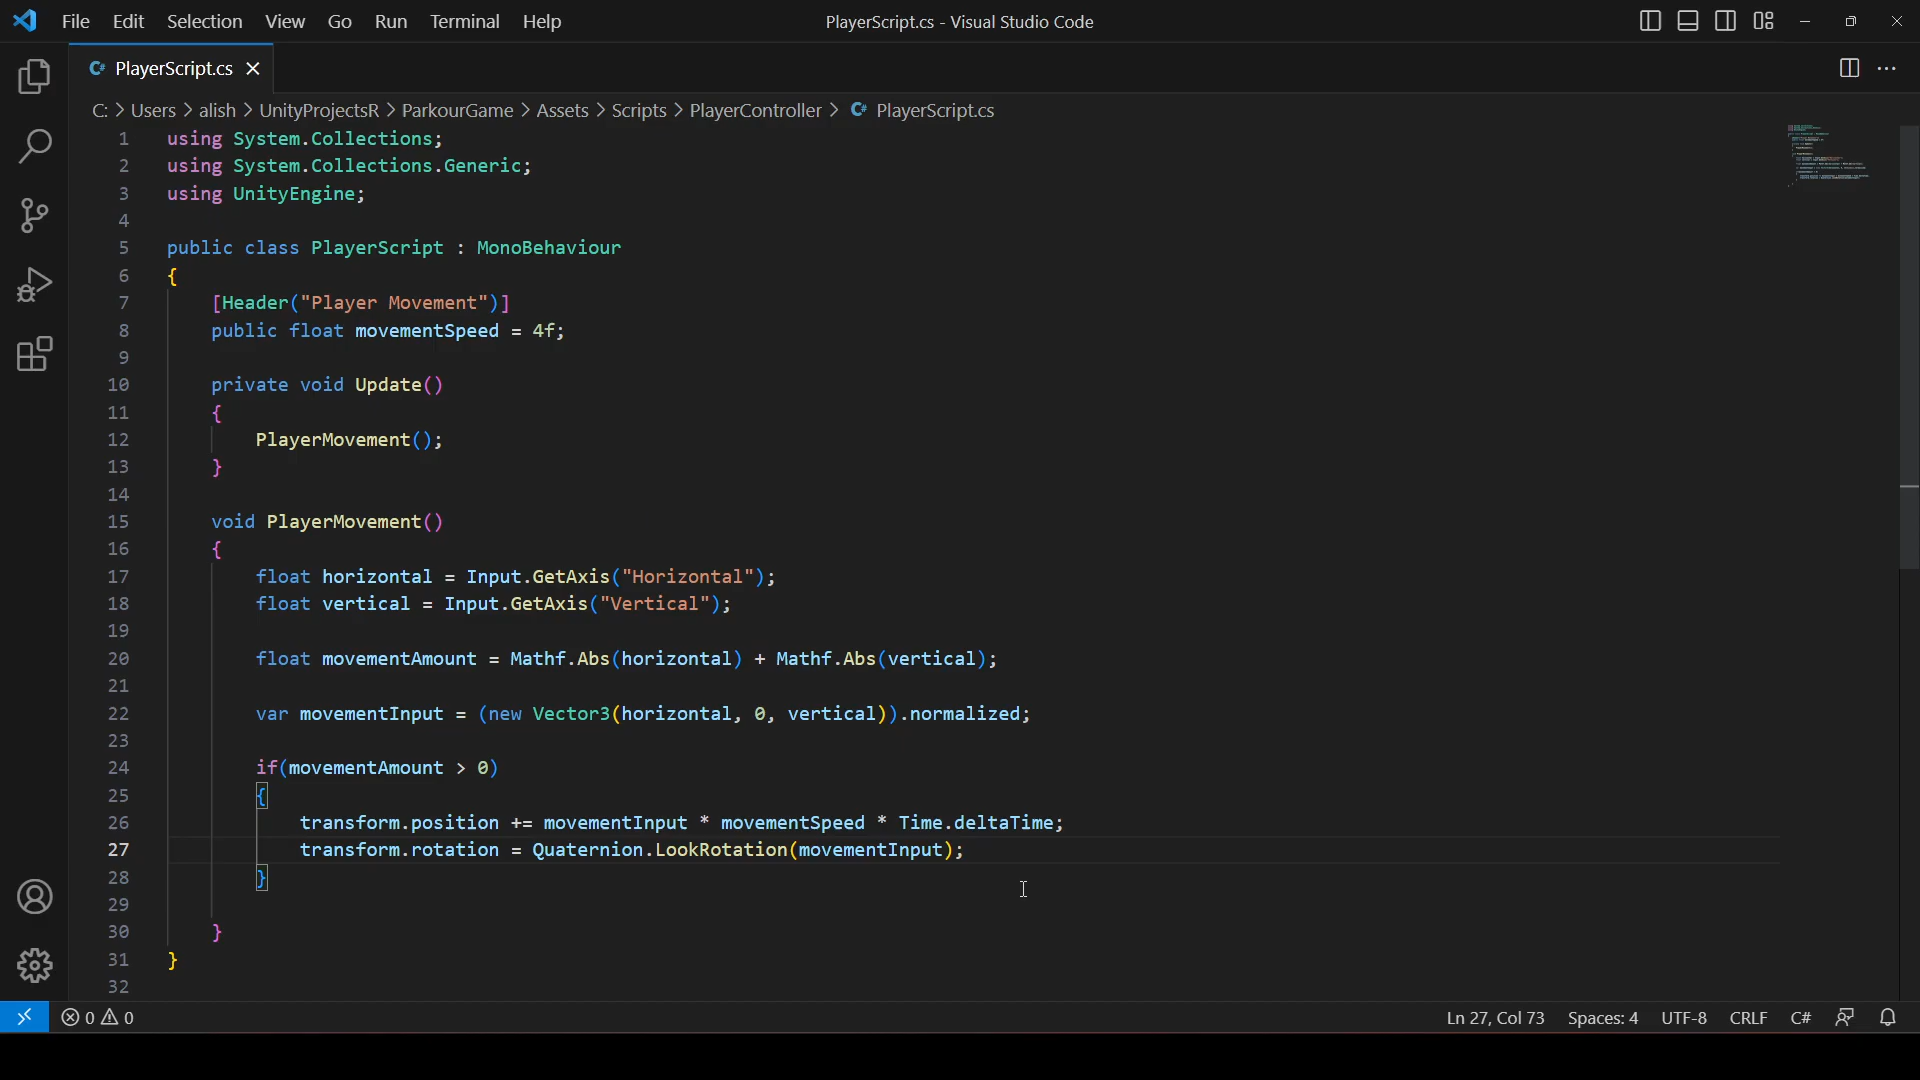 File Edit Selection View Go Run Terminal Help PlayerScript.cs - Visual Studio Code
C# PlayerScript.cs
C: > Users > alish > UnityProjectsR > ParkourGame > Assets > Scripts > PlayerController > C# PlayerScript.cs
1 using System.Collections;
2 using System.Collections.Generic;
3 using UnityEngine;
4
5 public class PlayerScript : MonoBehaviour
6 {
7     [Header("Player Movement")]
8     public float movementSpeed = 4f;
9
10     private void Update()
11     {
12         PlayerMovement();
13     }
14
15     void PlayerMovement()
16     {
17         float horizontal = Input.GetAxis("Horizontal");
18         float vertical = Input.GetAxis("Vertical");
19
20         float movementAmount = Mathf.Abs(horizontal) + Mathf.Abs(vertical);
21
22         var movementInput = (new Vector3(horizontal, 0, vertical)).normalized;
23
24         if(movementAmount > 0)
25         {
26             transform.position += movementInput * movementSpeed * Time.deltaTime;
27             transform.rotation = Quaternion.LookRotation(movementInput);
28         }
29
30     }
31 }
32
0 0 Ln 27, Col 73 Spaces: 4 UTF-8 CRLF C#